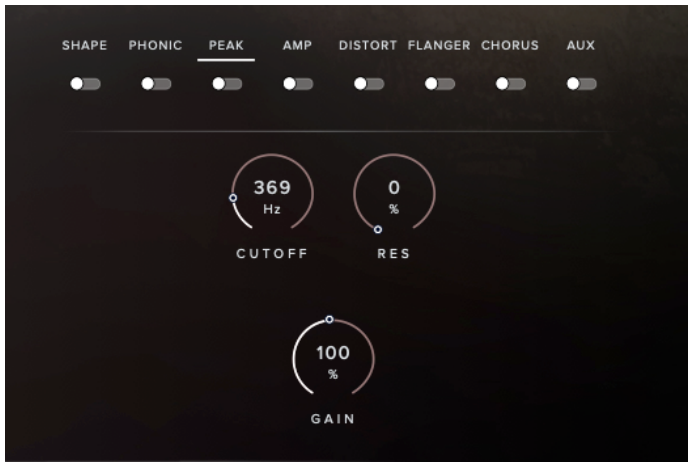 SHAPE PHONIC PEAK AMP DISTORT FLANGER CHORUS AUX
369 0
Hz %
CUTOFF RES
100
%
GAIN